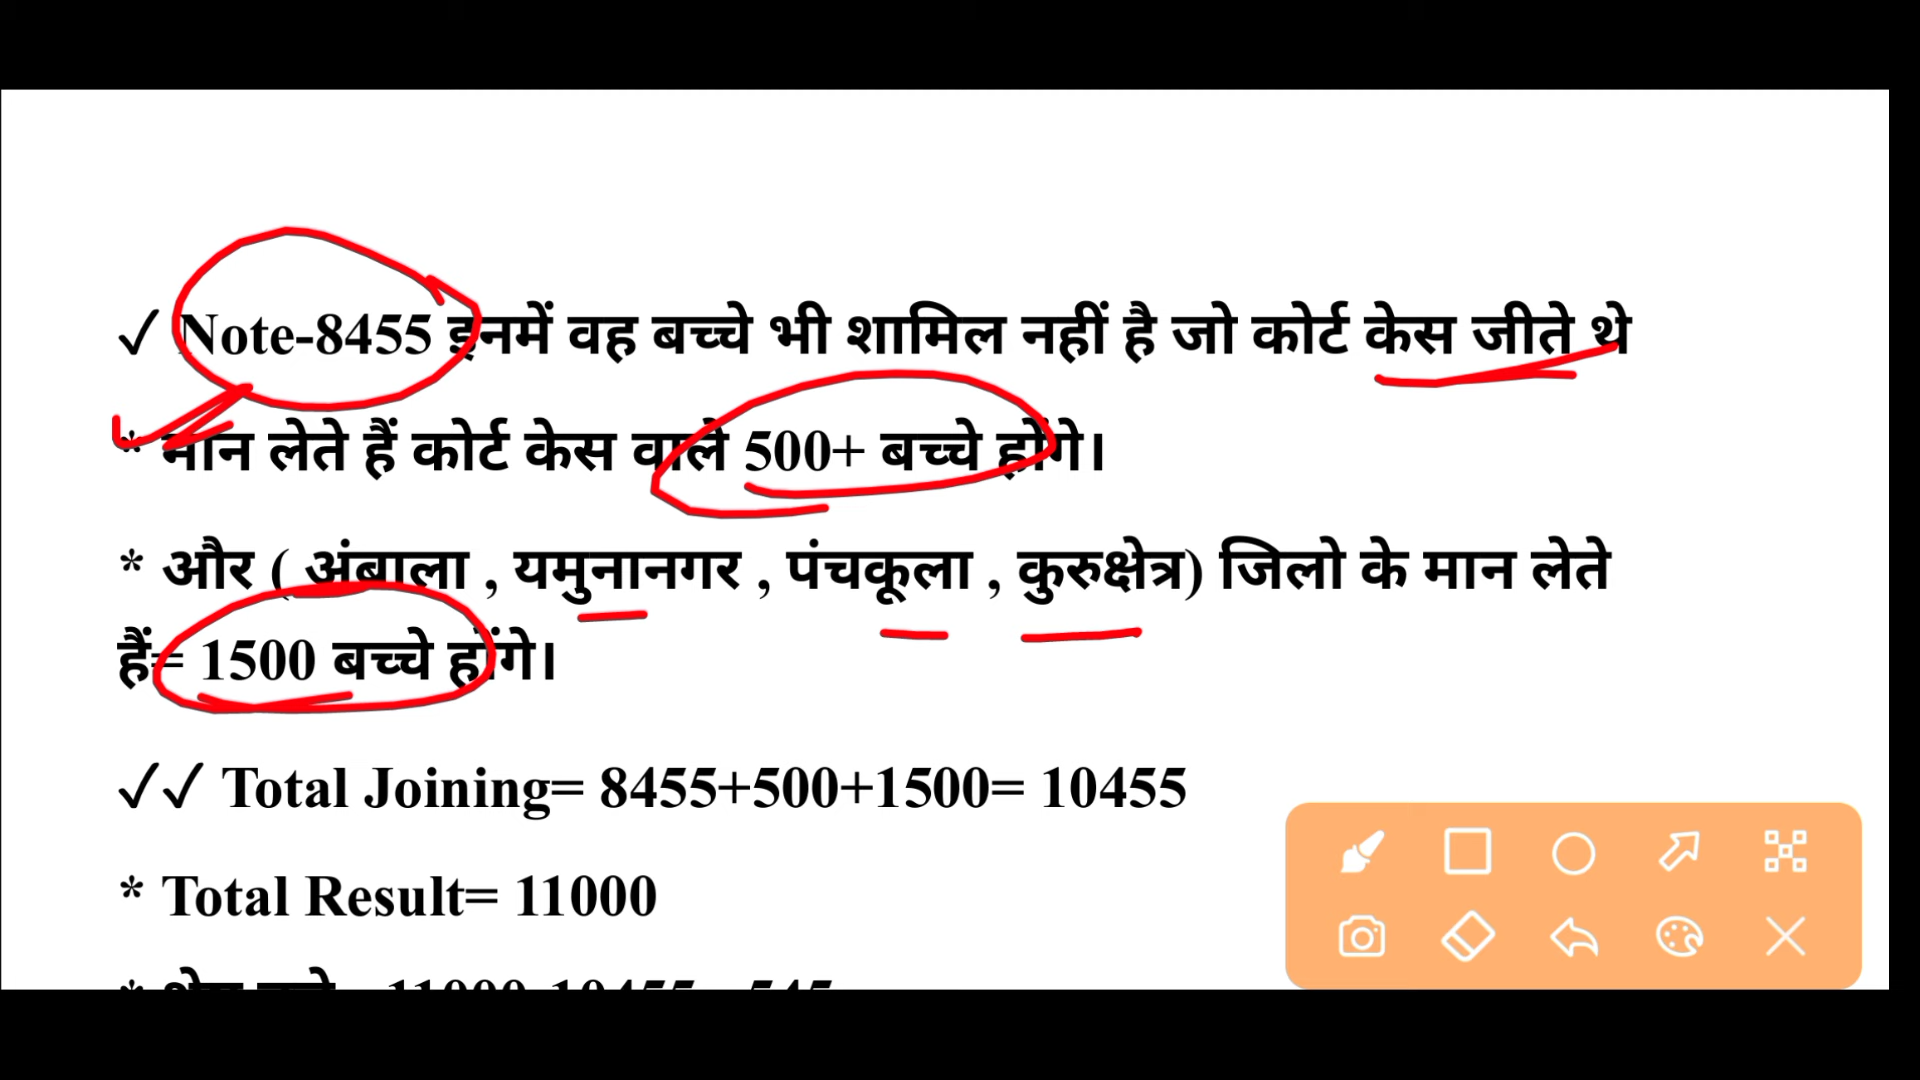 ✓ Note-8455 इनमें वह बच्चे भी शामिल नहीं है जो कोर्ट केस जीते थे
* मान लेते हैं कोर्ट केस वाले 500+ बच्चे होंगे।
* और ( अंबाला , यमुनानगर , पंचकूला , कुरुक्षेत्र) जिलो के मान लेते
हैं= 1500 बच्चे होंगे।
✓✓ Total Joining= 8455+500+1500= 10455
* Total Result= 11000